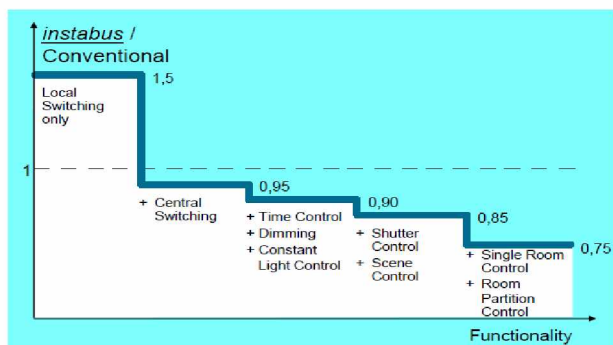 instabus /
Conventional
Local
Switching
only
1,5
1
+ Central
Switching
0,95
+ Time Control
+ Dimming
+ Constant
Light Control
0,90
+ Shutter
Control
+ Scene
Control
0,85
+ Single Room
Control
+ Room
Partition
Control
0,75
Functionality